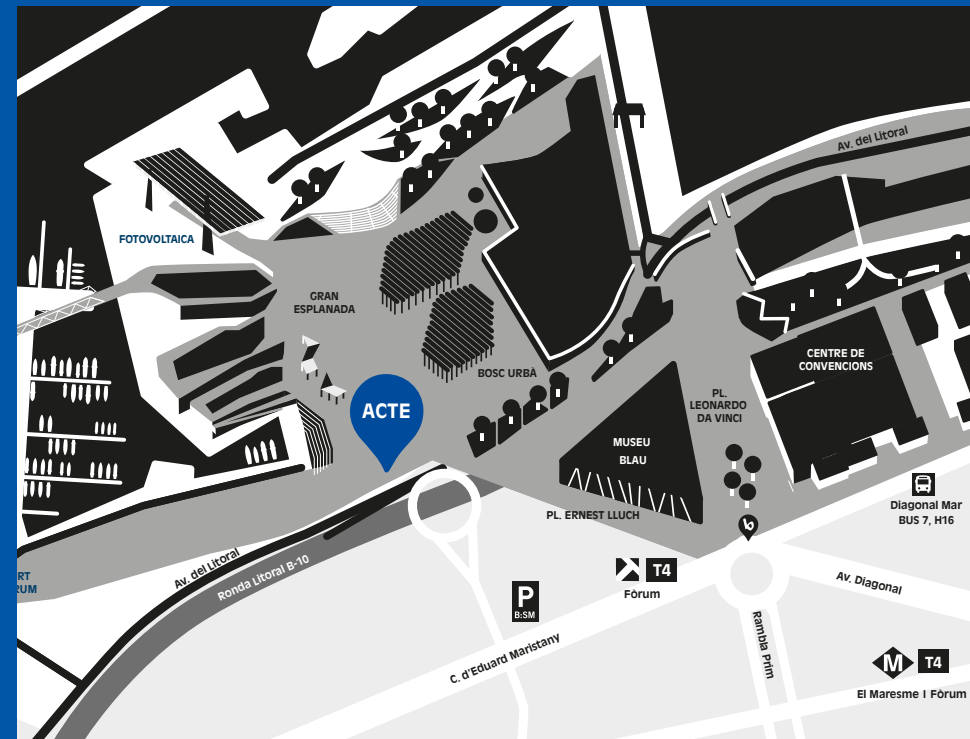 Av. del Litoral
FOTOVOLTAICA
GRAN
ESPLANADA
CENTRE DE
CONVENCIONS
BOSC URBÀ
PL.
LEONARDO
DA VINCI
ACTE
MUSEU
BLAU
Diagonal Mar
BUS 7, H16
PL. ERNEST LLUCH
Av. del Litoral
Ronda Litoral B-10
RT
RUM
T4
Fòrum
P
B:SM
Av. Diagonal
C. d'Eduard Maristany
Rambla Prim
M
T4
El Maresme I Fòrum